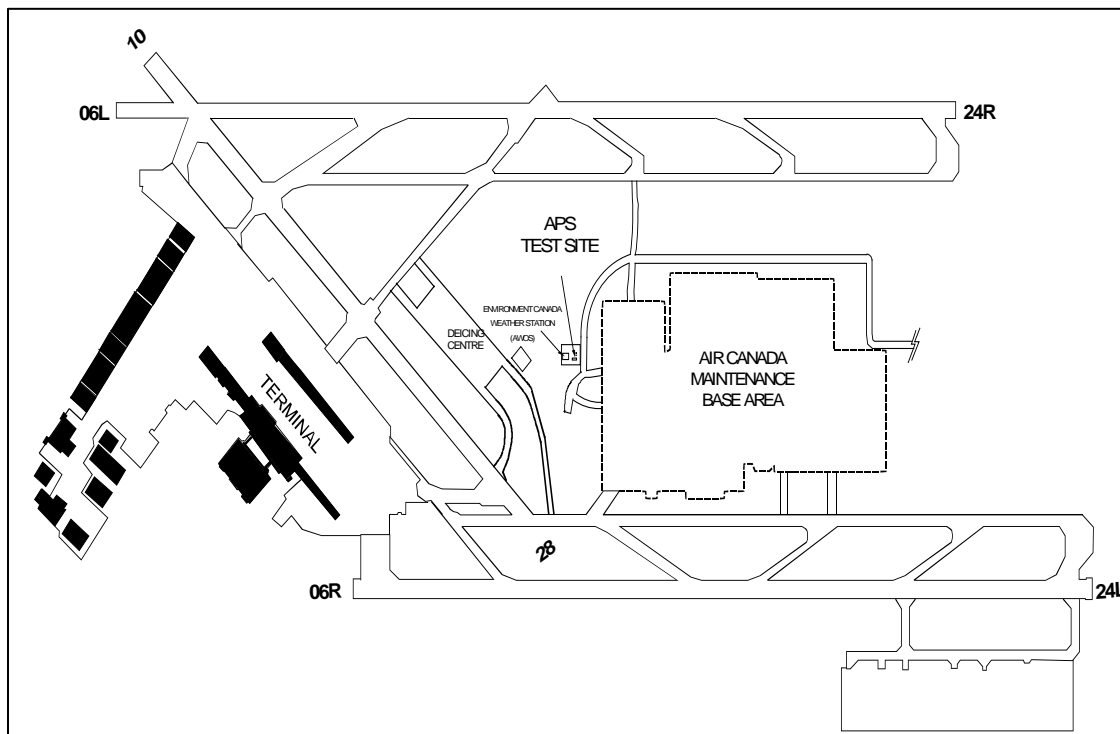 10
06L
24R
APS
TEST SITE
ENVIRONMENT CANADA
WEATHER STATION
(AWOS)
DEICING
CENTRE
AIR CANADA
MAINTENANCE
BASE AREA
TERMINAL
28
06R
24L